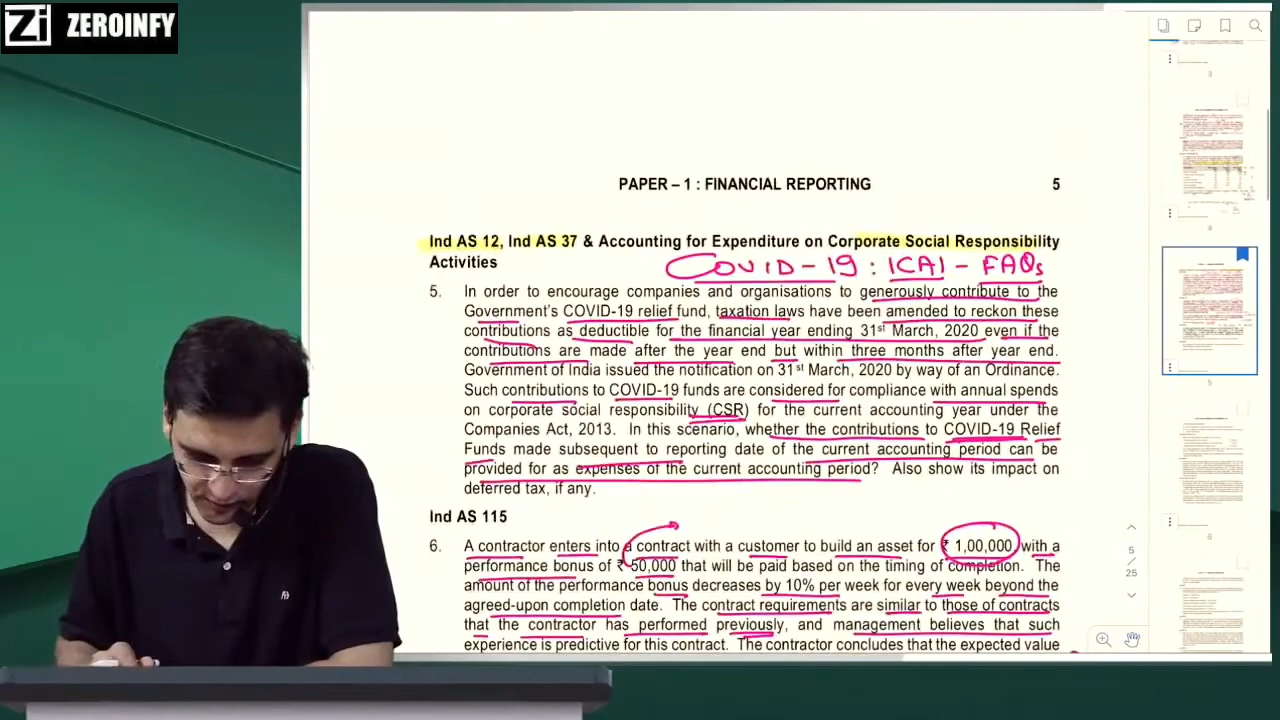 Zi ZEROINFY
PAPER – 1 : FINANCIAL REPORTING 5
Ind AS 12, Ind AS 37 & Accounting for Expenditure on Corporate Social Responsibility
Activities
COVID-19 : ICAI - FAQs
5. In order to encourage companies and organisations to generously contribute to the
Government's COVID-19 relief fund, taxation laws have been amended to reckon these
contributions as deductible for the financial year ending 31st March 2020 even if the
contributions are made after the year end but within three months after year end.
Government of India issued the notification on 31st March, 2020 by way of an Ordinance.
Such contributions to COVID-19 funds are considered for compliance with annual spends
on corporate social responsibility (CSR) for the current accounting year under the
Companies Act, 2013. In this scenario, whether the contributions to COVID-19 Relief
Funds made subsequent to reporting date of the current accounting period can be
provided for as expenses of the current accounting period? Also show its impact on
deferred tax, if any.
Ind AS 115
6. A contractor enters into a contract with a customer to build an asset for ₹ 1,00,000, with a
performance bonus of ₹ 50,000 that will be paid based on the timing of completion. The
amount of the performance bonus decreases by 10% per week for every week beyond the
agreed-upon completion date. The contract requirements are similar to those of contracts
that the contractor has performed previously, and management believes that such
experience is predictive for this contract. The contractor concludes that the expected value
3
4
5
6
5
/
25